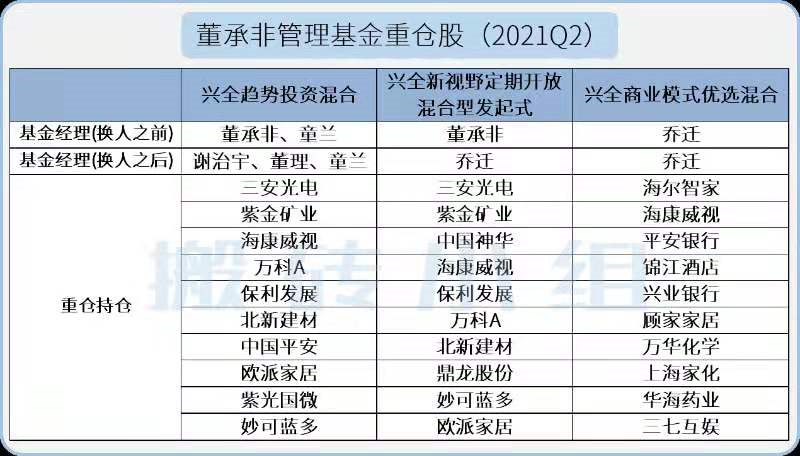 董承非管理基金重仓股（2021Q2）
兴全趋势投资混合 兴全新视野定期开放混合型发起式 兴全商业模式优选混合
基金经理(换人之前) 董承非、童兰 董承非 乔迁
基金经理(换人之后) 谢治宇、董理、童兰 乔迁 乔迁
重仓持仓
三安光电 三安光电 海尔智家
紫金矿业 紫金矿业 海康威视
海康威视 中国神华 平安银行
万科A 海康威视 锦江酒店
保利发展 保利发展 兴业银行
北新建材 万科A 顾家家居
中国平安 北新建材 万华化学
欧派家居 鼎龙股份 上海家化
紫光国微 妙可蓝多 华海药业
妙可蓝多 欧派家居 三七互娱